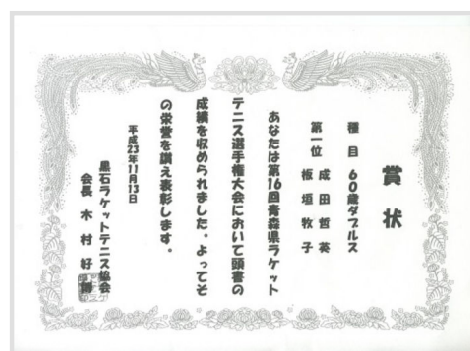 賞状
種目 60歳ダブルス
第一位 成田哲英
板垣牧子
あなたは第16回青森県ラケット
テニス選手権大会において頭書の
成績を収められました。よってそ
の栄誉を讃え表彰します。
平成23年11月13日
黒石ラケットテニス協会
会長 木村好勝